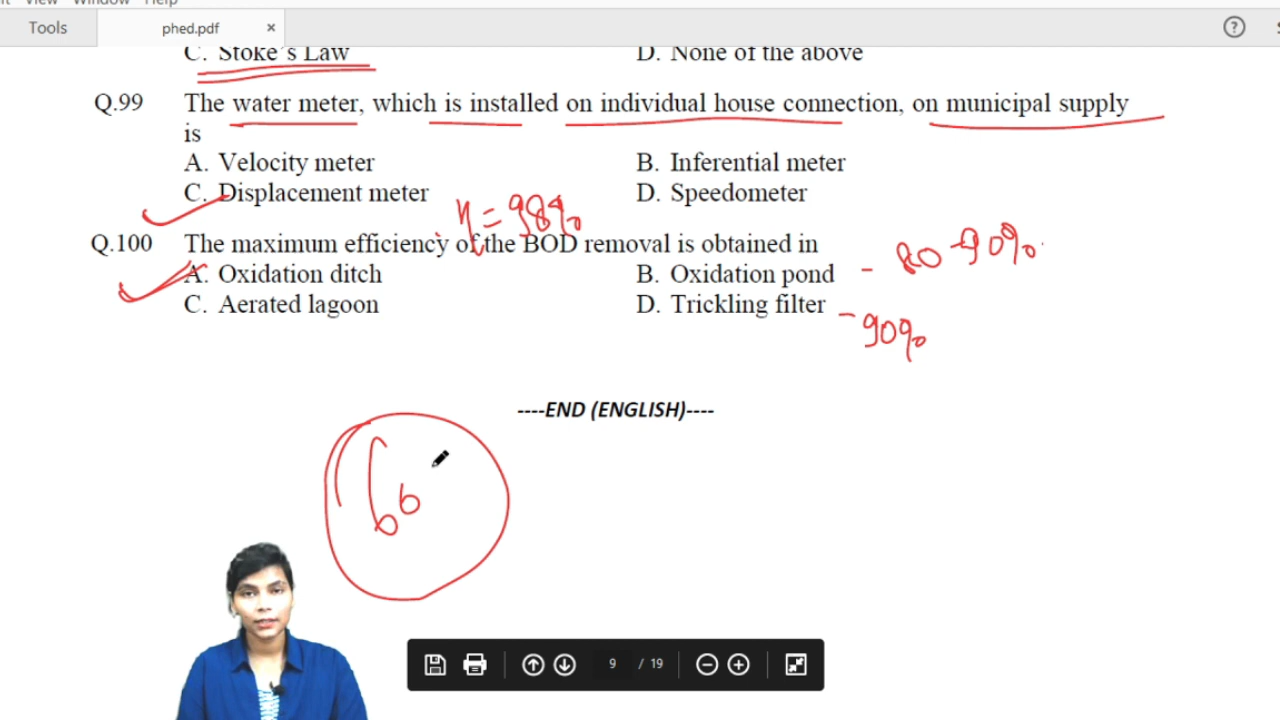 Tools phed.pdf ×
C. Stoke's Law D. None of the above
Q.99 The water meter, which is installed on individual house connection, on municipal supply
is
A. Velocity meter B. Inferential meter
C. Displacement meter D. Speedometer
η = 98%
Q.100 The maximum efficiency of the BOD removal is obtained in
A. Oxidation ditch B. Oxidation pond - 80-90%
C. Aerated lagoon D. Trickling filter - 90%
----END (ENGLISH)----
66
9 / 19